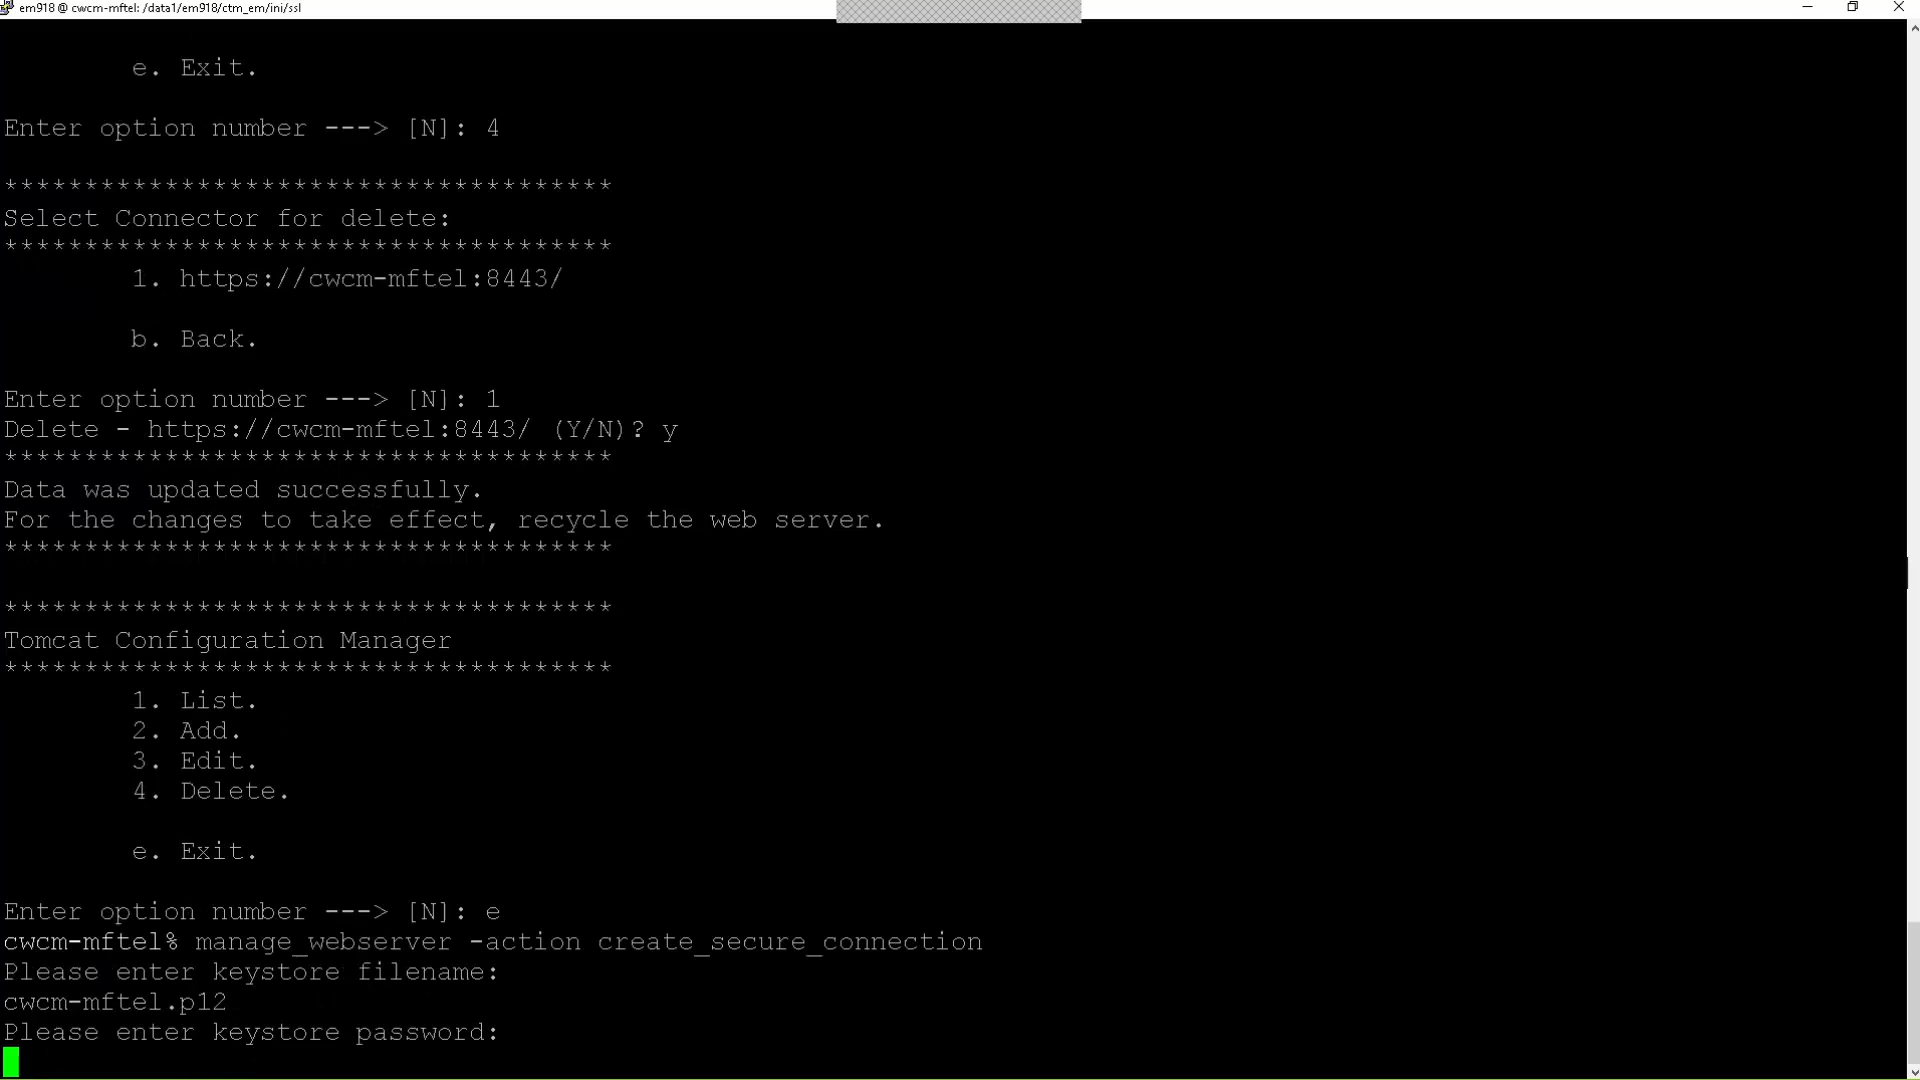 em918 @ cwcm-mftel: /data1/em918/ctm_em/ini/ssl
e. Exit.
Enter option number ---> [N]: 4
**************************************
Select Connector for delete:
**************************************
1. https://cwcm-mftel:8443/
b. Back.
Enter option number ---> [N]: 1
Delete - https://cwcm-mftel:8443/ (Y/N)? y
**************************************
Data was updated successfully.
For the changes to take effect, recycle the web server.
**************************************
**************************************
Tomcat Configuration Manager
**************************************
1. List.
2. Add.
3. Edit.
4. Delete.
e. Exit.
Enter option number ---> [N]: e
cwcm-mftel% manage_webserver -action create_secure_connection
Please enter keystore filename:
cwcm-mftel.p12
Please enter keystore password: